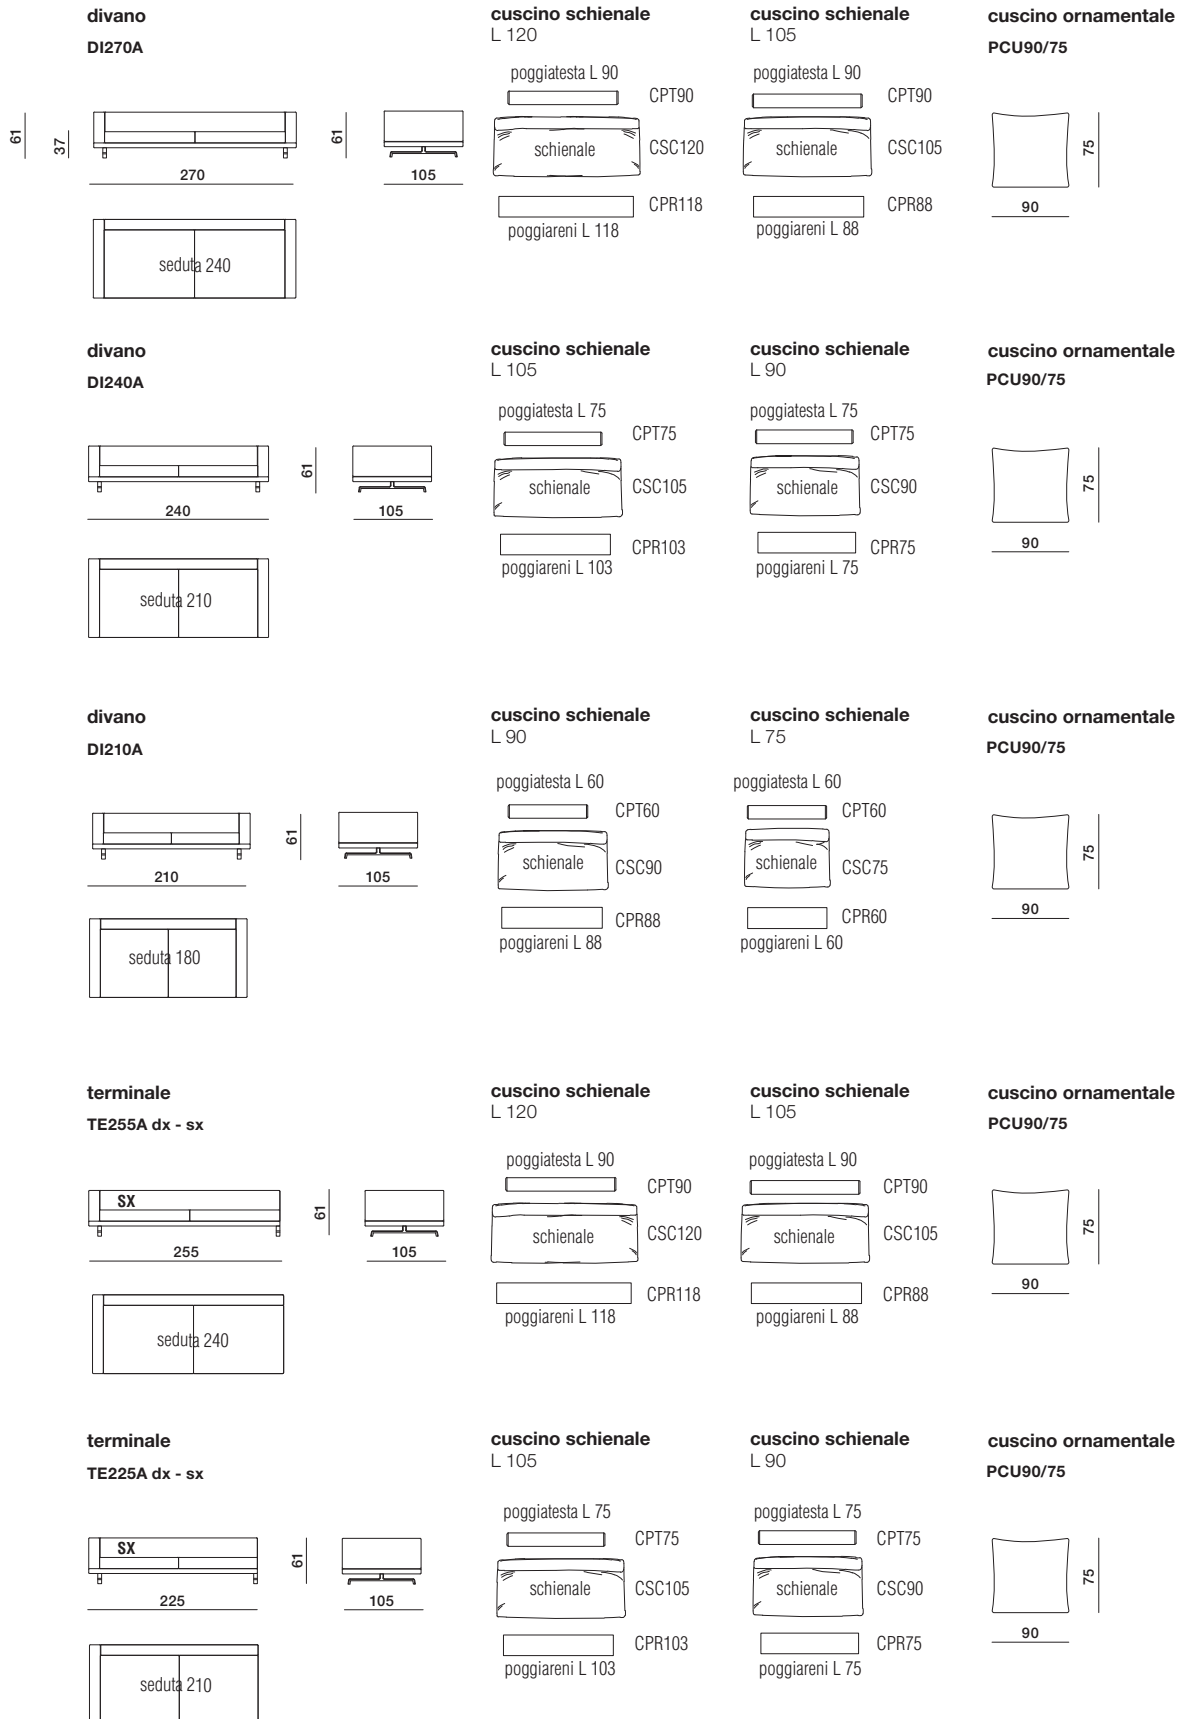 divano
DI270A
61
37
270
61
105
seduta 240
cuscino schienale
L 120
poggiatesta L 90
CPT90
schienale
CSC120
CPR118
poggiareni L 118
cuscino schienale
L 105
poggiatesta L 90
CPT90
schienale
CSC105
CPR88
poggiareni L 88
cuscino ornamentale
PCU90/75
75
90
divano
DI240A
240
61
105
seduta 210
cuscino schienale
L 105
poggiatesta L 75
CPT75
schienale
CSC105
CPR103
poggiareni L 103
cuscino schienale
L 90
poggiatesta L 75
CPT75
schienale
CSC90
CPR75
poggiareni L 75
cuscino ornamentale
PCU90/75
75
90
divano
DI210A
210
61
105
seduta 180
cuscino schienale
L 90
poggiatesta L 60
CPT60
schienale
CSC90
CPR88
poggiareni L 88
cuscino schienale
L 75
poggiatesta L 60
CPT60
schienale
CSC75
CPR60
poggiareni L 60
cuscino ornamentale
PCU90/75
75
90
terminale
TE255A dx - sx
SX
255
61
105
seduta 240
cuscino schienale
L 120
poggiatesta L 90
CPT90
schienale
CSC120
CPR118
poggiareni L 118
cuscino schienale
L 105
poggiatesta L 90
CPT90
schienale
CSC105
CPR88
poggiareni L 88
cuscino ornamentale
PCU90/75
75
90
terminale
TE225A dx - sx
SX
225
61
105
seduta 210
cuscino schienale
L 105
poggiatesta L 75
CPT75
schienale
CSC105
CPR103
poggiareni L 103
cuscino schienale
L 90
poggiatesta L 75
CPT75
schienale
CSC90
CPR75
poggiareni L 75
cuscino ornamentale
PCU90/75
75
90